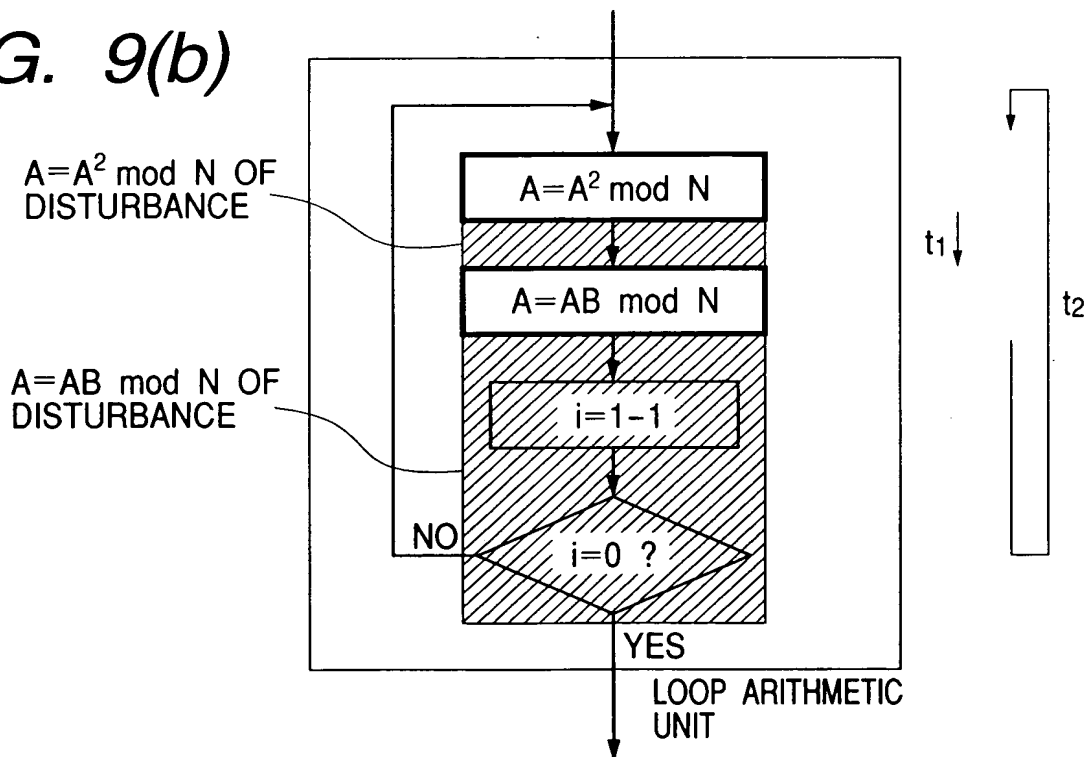 G. 9(b)
A=A² mod N OF
DISTURBANCE
A=A² mod N
t1
A=AB mod N
t2
A=AB mod N OF
DISTURBANCE
i=1-1
NO
i=0 ?
YES
LOOP ARITHMETIC
UNIT